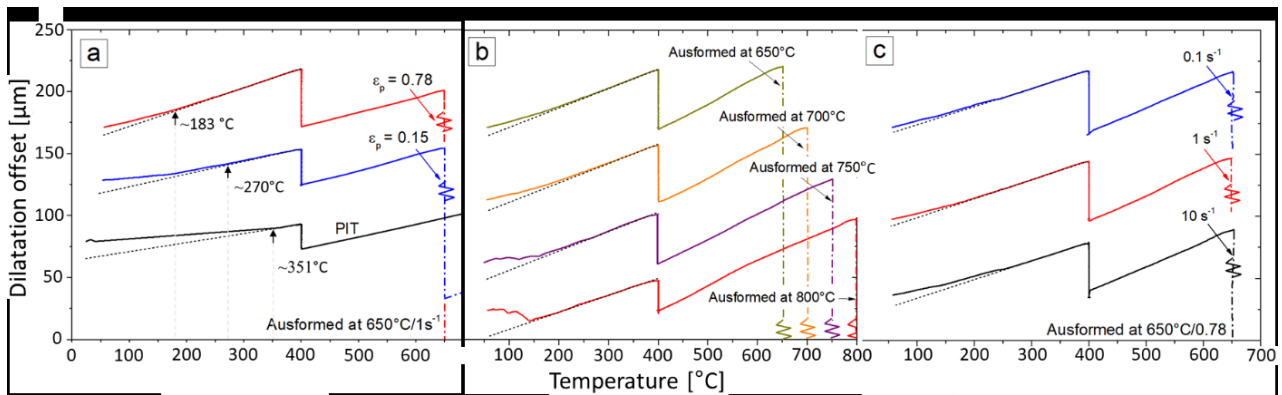 Dilatation offset [µm]
250
200
150
100
50
0
a
εp = 0.78
~183 °C
εp = 0.15
~270°C
PIT
~351°C
Ausformed at 650°C/1s⁻¹
0 100 200 300 400 500 600
b
Ausformed at 650°C
Ausformed at 700°C
Ausformed at 750°C
Ausformed at 800°C
100 200 300 400 500 600 700 800
c
0.1 s⁻¹
1 s⁻¹
10 s⁻¹
Ausformed at 650°C/0.78
100 200 300 400 500 600 700
Temperature [°C]